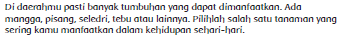 Di daerahmu pasti banyak tumbuhan yang dapat dimanfaatkan. Ada
mangga, pisang, seledri, tebu atau lainnya. Pilihlah salah satu tanaman yang
sering kamu manfaatkan dalam kehidupan sehari-hari.